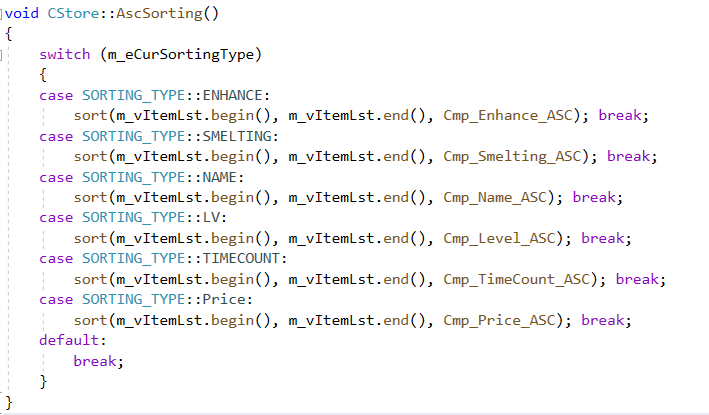 void CStore::AscSorting()
{
    switch (m_eCurSortingType)
    {
    case SORTING_TYPE::ENHANCE:
        sort(m_vItemLst.begin(), m_vItemLst.end(), Cmp_Enhance_ASC); break;
    case SORTING_TYPE::SMELTING:
        sort(m_vItemLst.begin(), m_vItemLst.end(), Cmp_Smelting_ASC); break;
    case SORTING_TYPE::NAME:
        sort(m_vItemLst.begin(), m_vItemLst.end(), Cmp_Name_ASC); break;
    case SORTING_TYPE::LV:
        sort(m_vItemLst.begin(), m_vItemLst.end(), Cmp_Level_ASC); break;
    case SORTING_TYPE::TIMECOUNT:
        sort(m_vItemLst.begin(), m_vItemLst.end(), Cmp_TimeCount_ASC); break;
    case SORTING_TYPE::Price:
        sort(m_vItemLst.begin(), m_vItemLst.end(), Cmp_Price_ASC); break;
    default:
        break;
    }
}